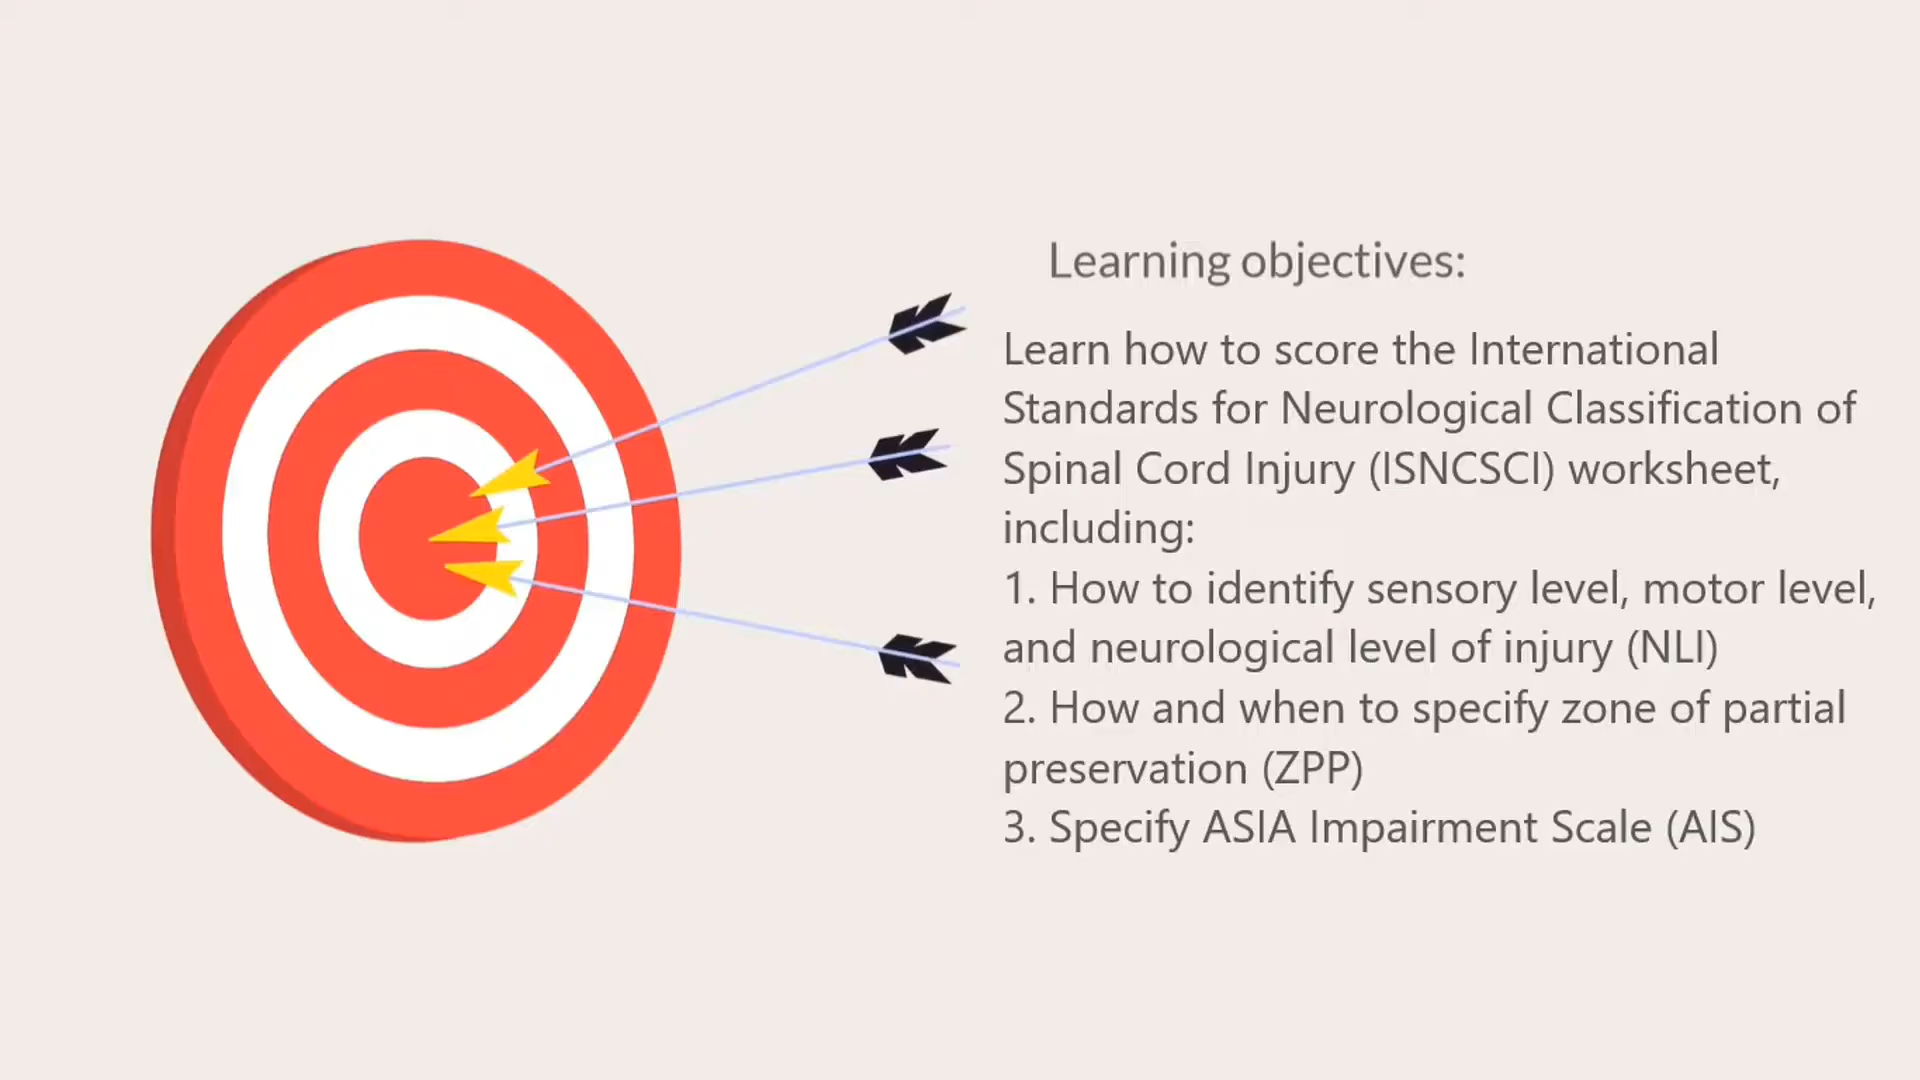 Learning objectives:
Learn how to score the International
Standards for Neurological Classification of
Spinal Cord Injury (ISNCSCI) worksheet,
including:
1. How to identify sensory level, motor level,
and neurological level of injury (NLI)
2. How and when to specify zone of partial
preservation (ZPP)
3. Specify ASIA Impairment Scale (AIS)